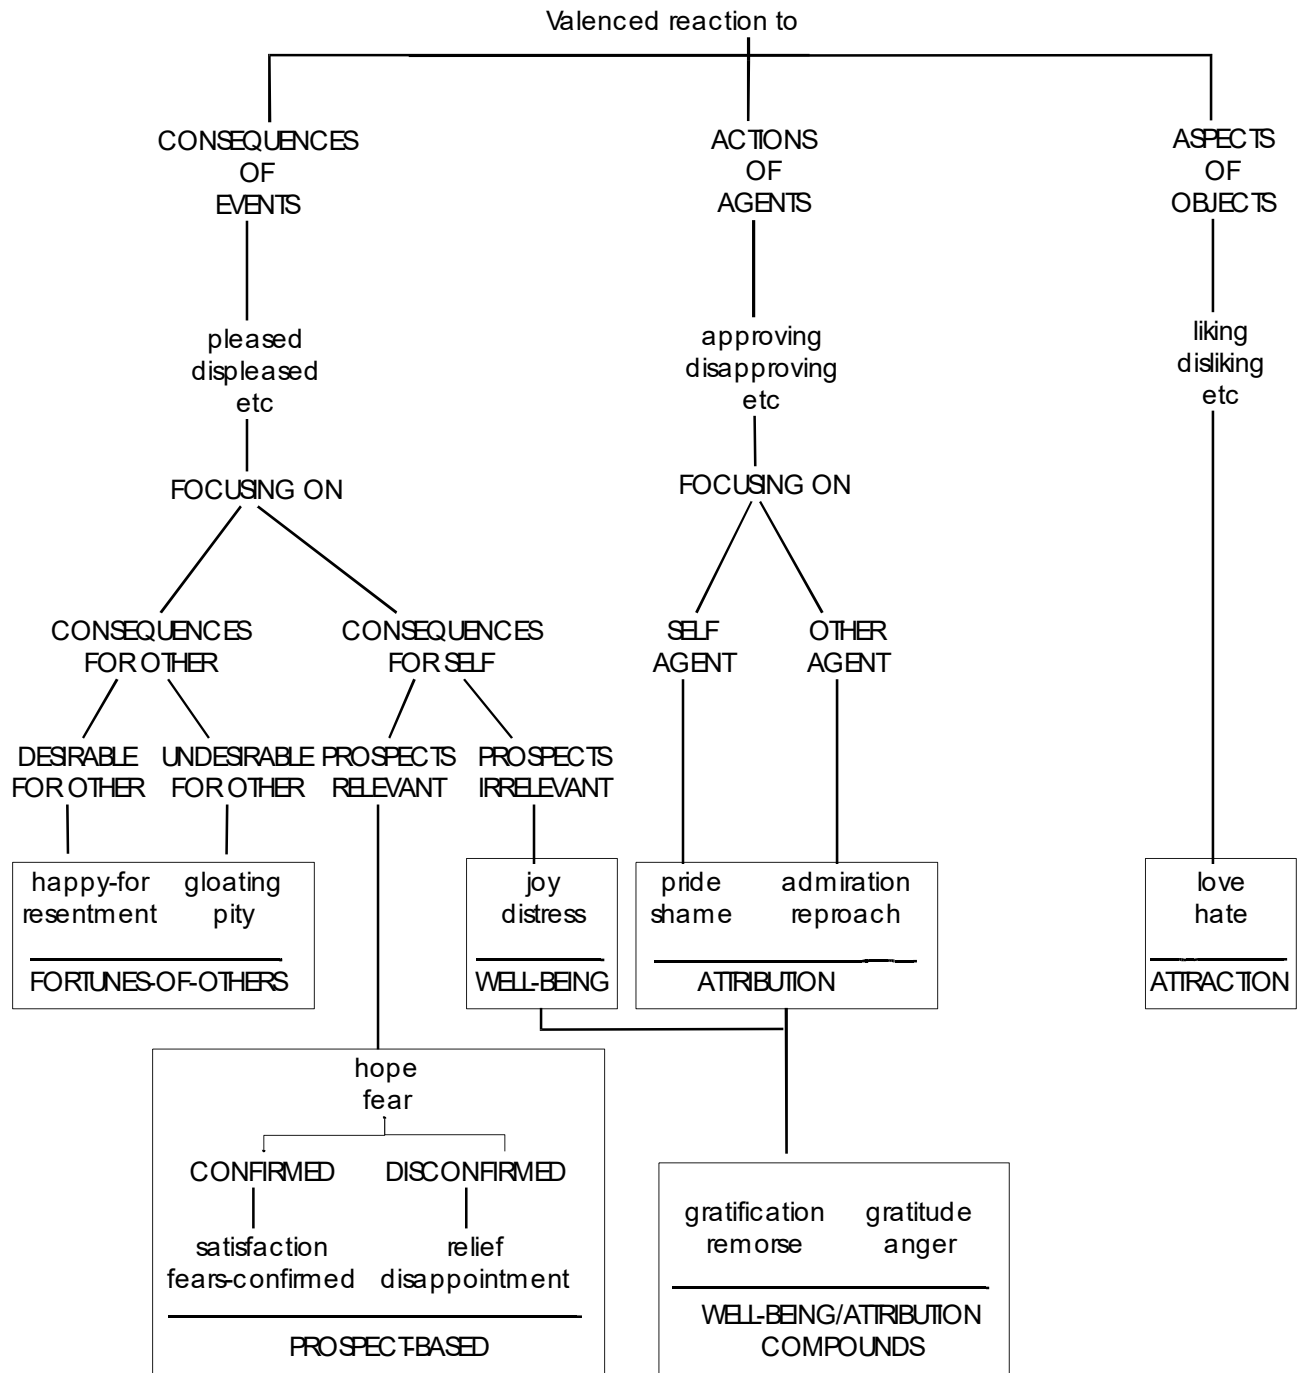 Valenced reaction to
CONSEQUENCES
OF
EVENTS
ACTIONS
OF
AGENTS
ASPECTS
OF
OBJECTS
pleased
displeased
etc
approving
disapproving
etc
liking
disliking
etc
FOCUSING ON
FOCUSING ON
CONSEQUENCES
FOR OTHER
CONSEQUENCES
FOR SELF
SELF
AGENT
OTHER
AGENT
DESIRABLE
FOR OTHER
UNDESIRABLE
FOR OTHER
PROSPECTS
RELEVANT
PROSPECTS
IRRELEVANT
happy-for
resentment
gloating
pity
FORTUNES-OF-OTHERS
joy
distress
WELL-BEING
pride
shame
admiration
reproach
ATTRIBUTION
love
hate
ATTRACTION
hope
fear
CONFIRMED
DISCONFIRMED
satisfaction
fears-confirmed
relief
disappointment
PROSPECT-BASED
gratification
remorse
gratitude
anger
WELL-BEING/ATTRIBUTION
COMPOUNDS